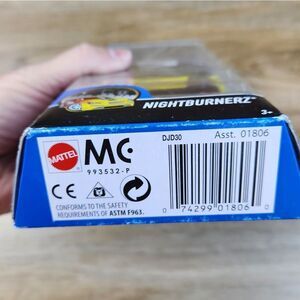 NIGHTBURNERZ™
3+
DJD30
Asst. 01806
MATTEL
MC
993532-P
CE
CONFORMS TO THE SAFETY
REQUIREMENTS OF ASTM F963.
0 74299 01806 0